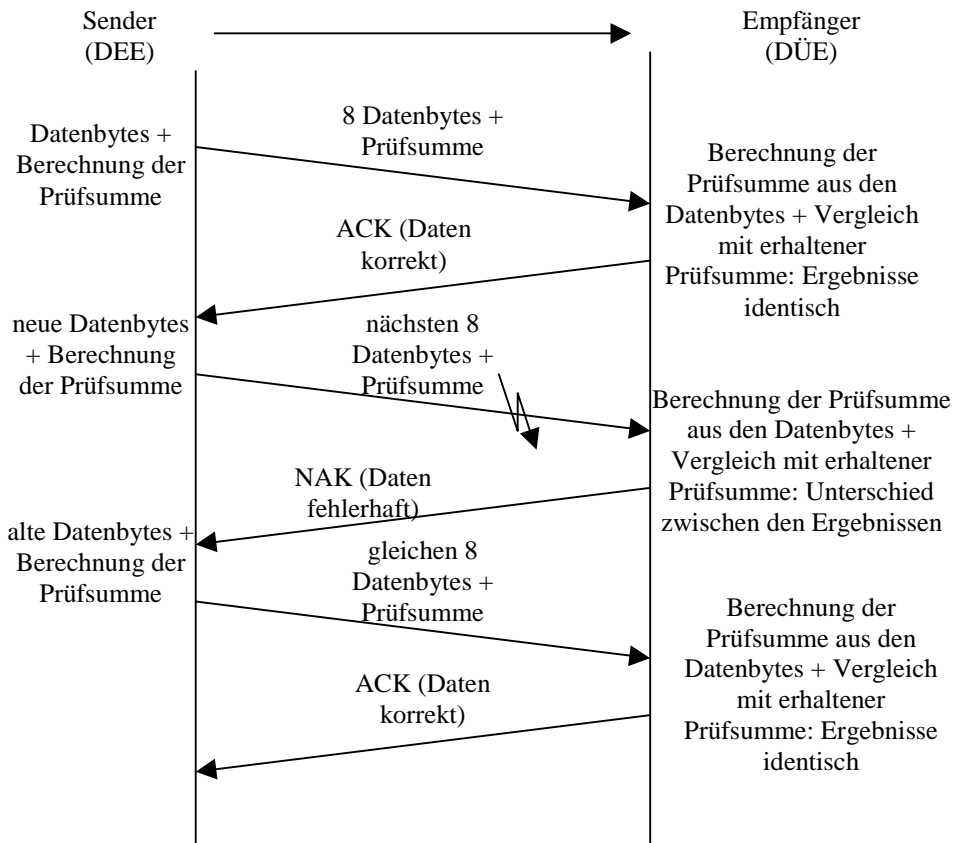 Sender
(DEE)
Empfänger
(DÜE)
Datenbytes +
Berechnung der
Prüfsumme
8 Datenbytes +
Prüfsumme
Berechnung der
Prüfsumme aus den
Datenbytes + Vergleich
mit erhaltener
Prüfsumme: Ergebnisse
identisch
ACK (Daten
korrekt)
neue Datenbytes
+ Berechnung
der Prüfsumme
nächsten 8
Datenbytes +
Prüfsumme
Berechnung der Prüfsumme
aus den Datenbytes +
Vergleich mit erhaltener
Prüfsumme: Unterschied
zwischen den Ergebnissen
NAK (Daten
fehlerhaft)
alte Datenbytes +
Berechnung der
Prüfsumme
gleichen 8
Datenbytes +
Prüfsumme
Berechnung der
Prüfsumme aus den
Datenbytes + Vergleich
mit erhaltener
Prüfsumme: Ergebnisse
identisch
ACK (Daten
korrekt)